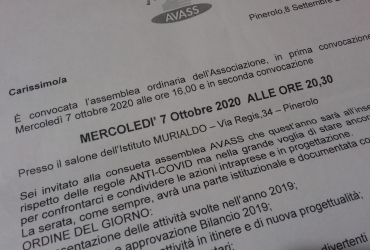 AVASS
Pinerolo,8 Settembre
Carissimo/a
È convocata l'assemblea ordinaria dell'Associazione, in prima convocazione
Mercoledì 7 ottobre 2020 alle ore 16,00 e in seconda convocazione
MERCOLEDI' 7 Ottobre 2020 ALLE ORE 20,30
Presso il salone dell'Istituto MURIALDO – Via Regis,34 – Pinerolo
Sei invitato alla consueta assemblea AVASS che quest'anno sarà all'inse
rispetto delle regole ANTI-COVID ma nella grande voglia di stare ancora
per confrontarci e condividere le azioni intraprese e in progettazione.
La serata, come sempre, avrà una parte istituzionale e documentata co
ORDINE DEL GIORNO:
sentazione delle attività svolte nell'anno 2019;
e approvazione Bilancio 2019;
attività in itinere e di nuova progettualità;
divertenti